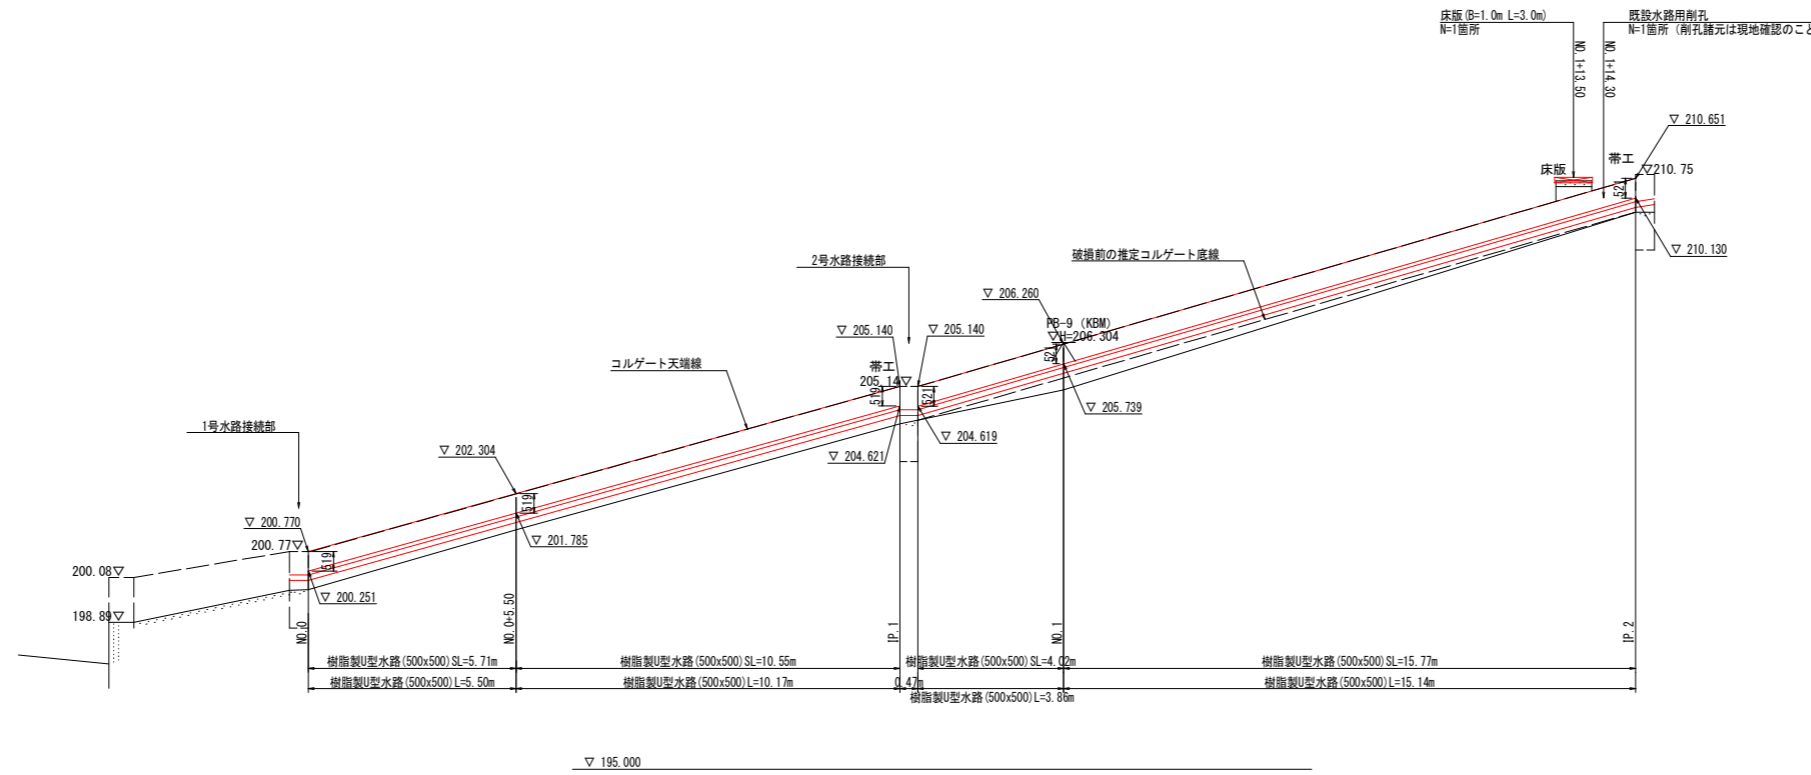 床版(B=1.0m L=3.0m)
N=1箇所
既設水路用削孔
N=1箇所（削孔諸元は現地確認のこと
NO.1+13.50
NO.1+14.30
▽ 210.651
帯工
床版
▽210.75
521
▽ 210.130
破損前の推定コルゲート底線
2号水路接続部
▽ 206.260
PB-9 (KBM)
▽H=206.304
521
▽ 205.140
▽ 205.140
コルゲート天端線
帯工
205.14▽
519
521
▽ 205.739
1号水路接続部
▽ 204.619
▽ 202.304
▽ 204.621
519
▽ 200.770
200.77▽
▽ 201.785
519
200.08▽
▽ 200.251
198.89▽
NO.0
NO.0+5.50
IP.1
NO.1
IP.2
樹脂製U型水路(500x500)SL=5.71m
樹脂製U型水路(500x500)SL=10.55m
樹脂製U型水路(500x500)SL=4.02m
樹脂製U型水路(500x500)SL=15.77m
樹脂製U型水路(500x500)L=5.50m
樹脂製U型水路(500x500)L=10.17m
0.47m
樹脂製U型水路(500x500)L=3.86m
樹脂製U型水路(500x500)L=15.14m
▽ 195.000